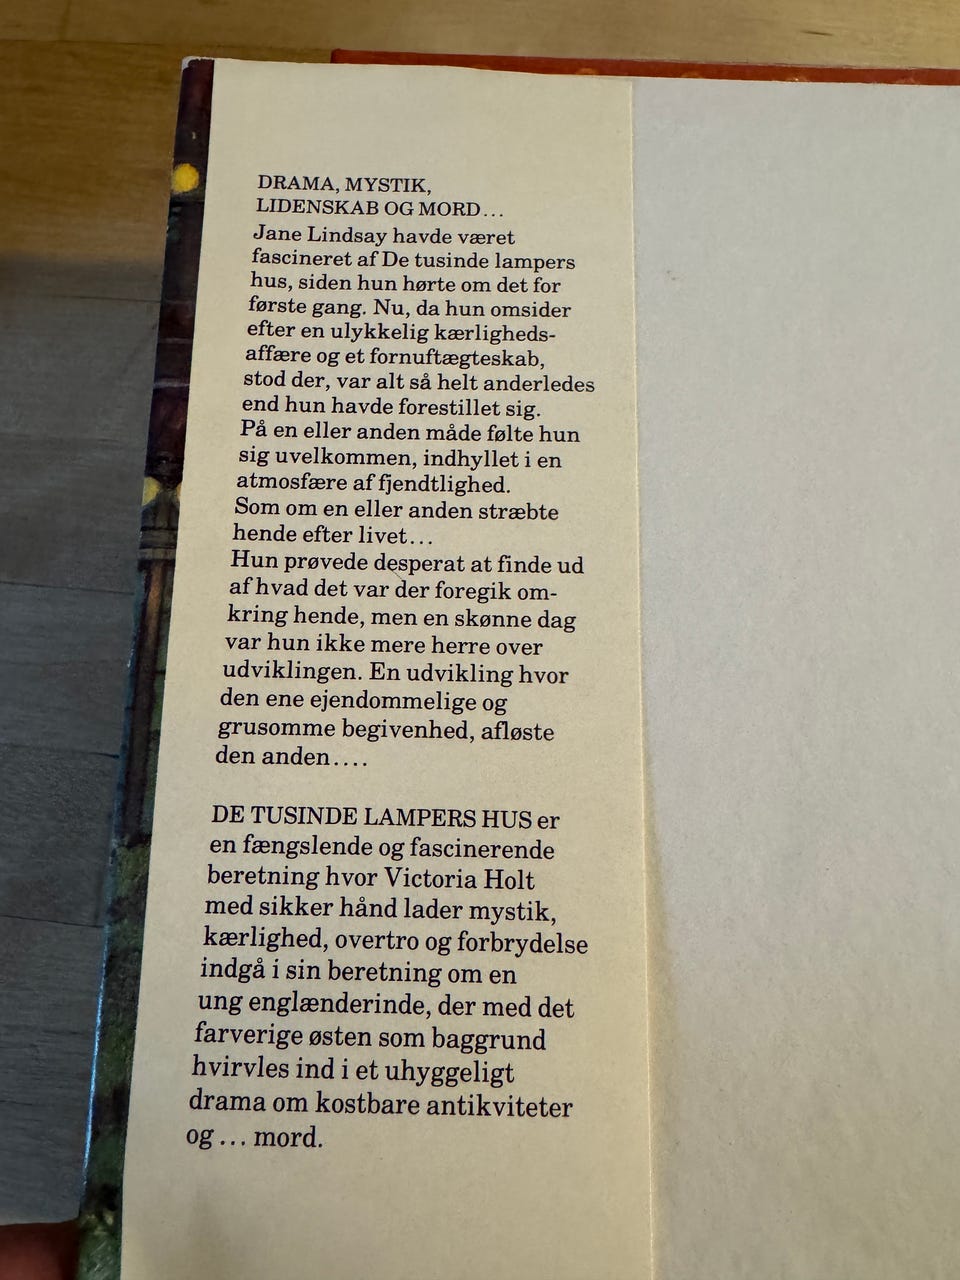 DRAMA, MYSTIK,
LIDENSKAB OG MORD...
Jane Lindsay havde været
fascineret af De tusinde lampers
hus, siden hun hørte om det for
første gang. Nu, da hun omsider
efter en ulykkelig kærligheds-
affære og et fornuftægteskab,
stod der, var alt så helt anderledes
end hun havde forestillet sig.
På en eller anden måde følte hun
sig uvelkommen, indhyllet i en
atmosfære af fjendtlighed.
Som om en eller anden stræbte
hende efter livet...
Hun prøvede desperat at finde ud
af hvad det var der foregik om-
kring hende, men en skønne dag
var hun ikke mere herre over
udviklingen. En udvikling hvor
den ene ejendommelige og
grusomme begivenhed, afløste
den anden....
DE TUSINDE LAMPERS HUS er
en fængslende og fascinerende
beretning hvor Victoria Holt
med sikker hånd lader mystik,
kærlighed, overtro og forbrydelse
indgå i sin beretning om en
ung englænderinde, der med det
farverige østen som baggrund
hvirvles ind i et uhyggeligt
drama om kostbare antikviteter
og... mord.